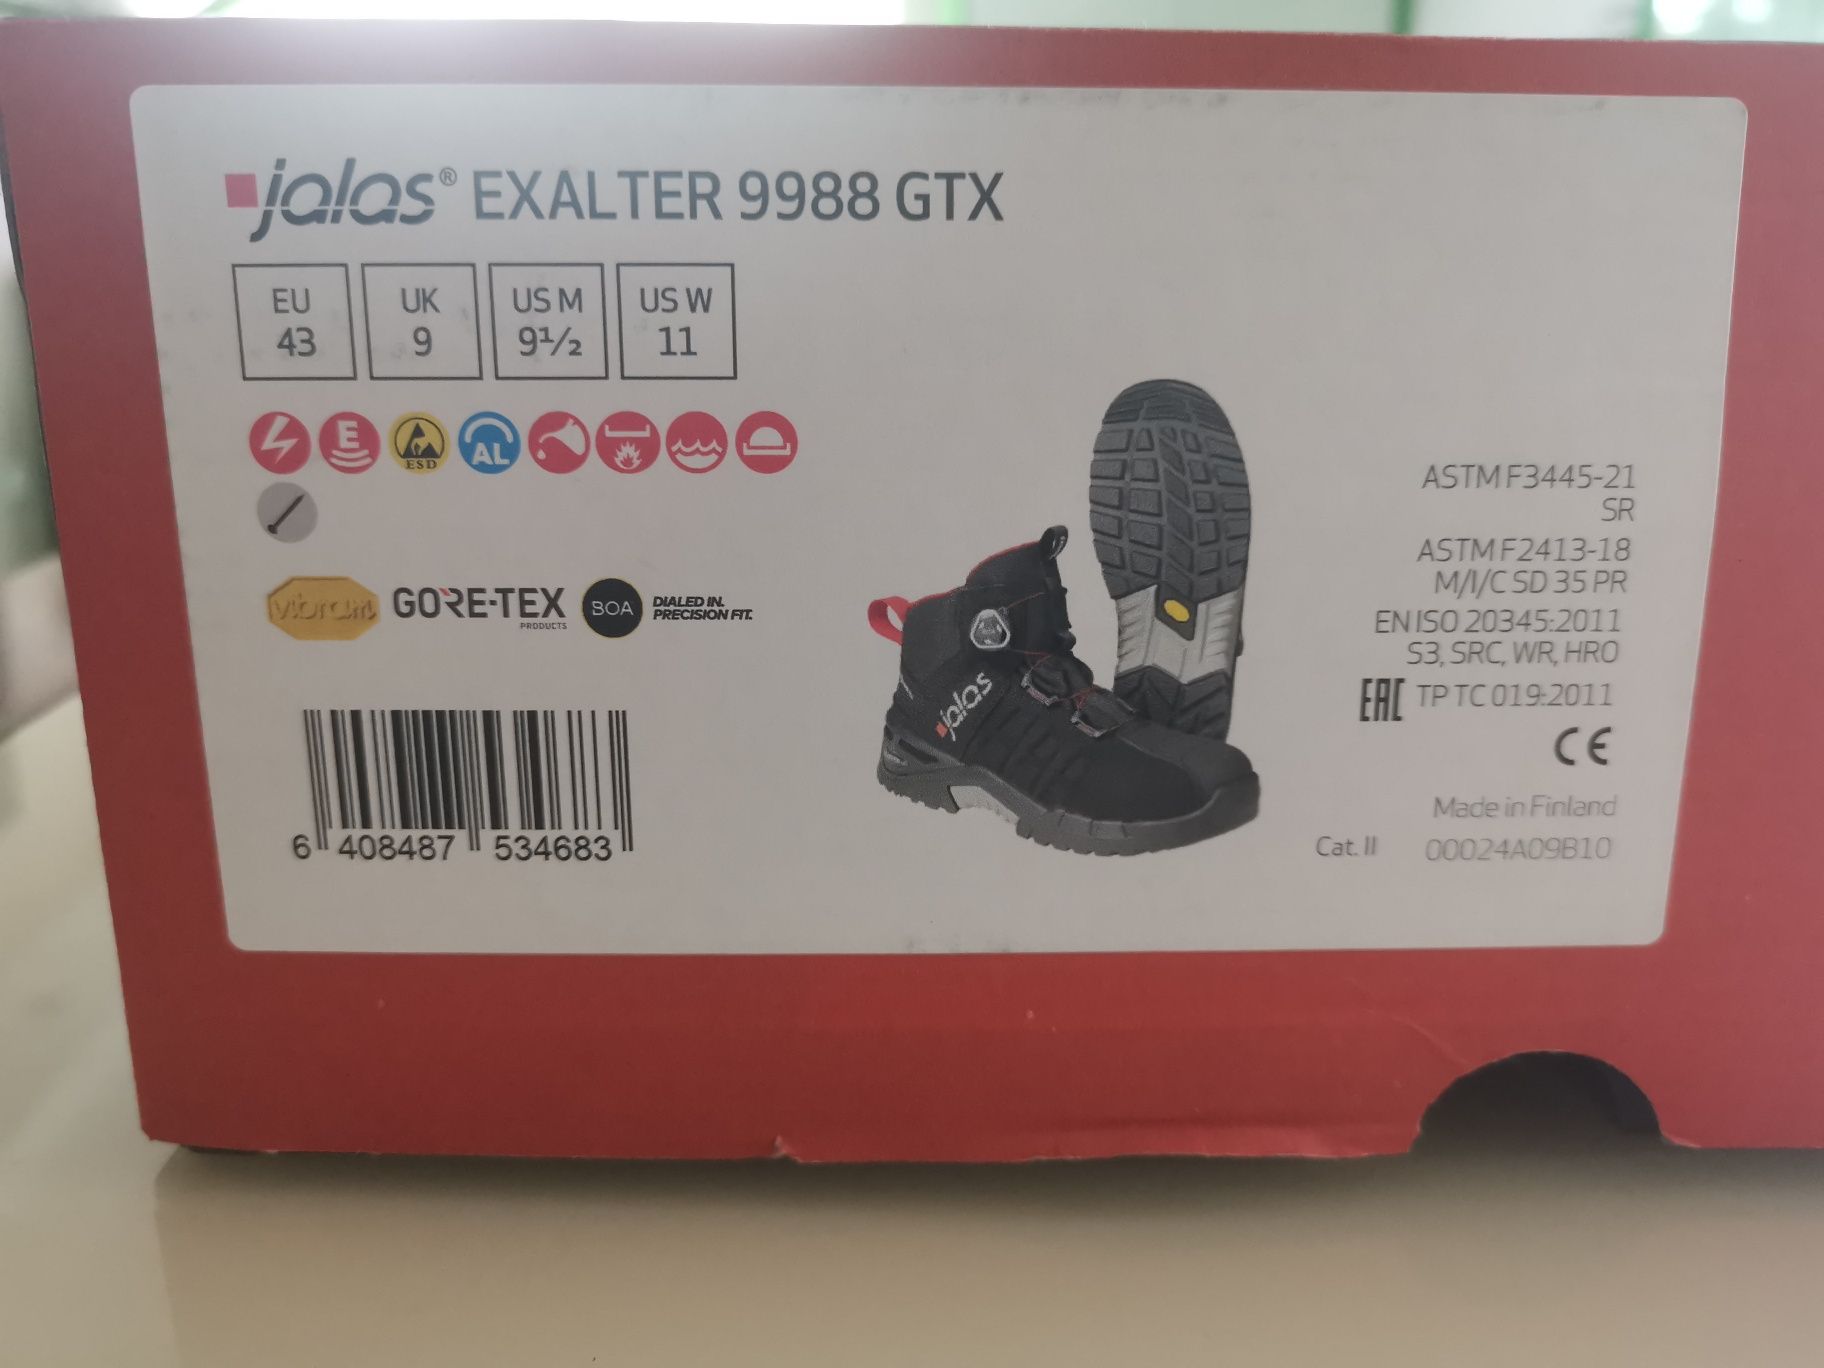 jalas® EXALTER 9988 GTX
EU
43
UK
9
US M
9½
US W
11
E
ESD
AL
vibram
GORE-TEX
PRODUCTS
BOA
DIALED IN.
PRECISION FIT.
6 408487 534683
jalas
ASTM F3445-21
SR
ASTM F2413-18
M/I/C SD 35 PR
EN ISO 20345:2011
S3, SRC, WR, HRO
EAC TP TC 019:2011
CE
Made in Finland
Cat. II 00024A09B10